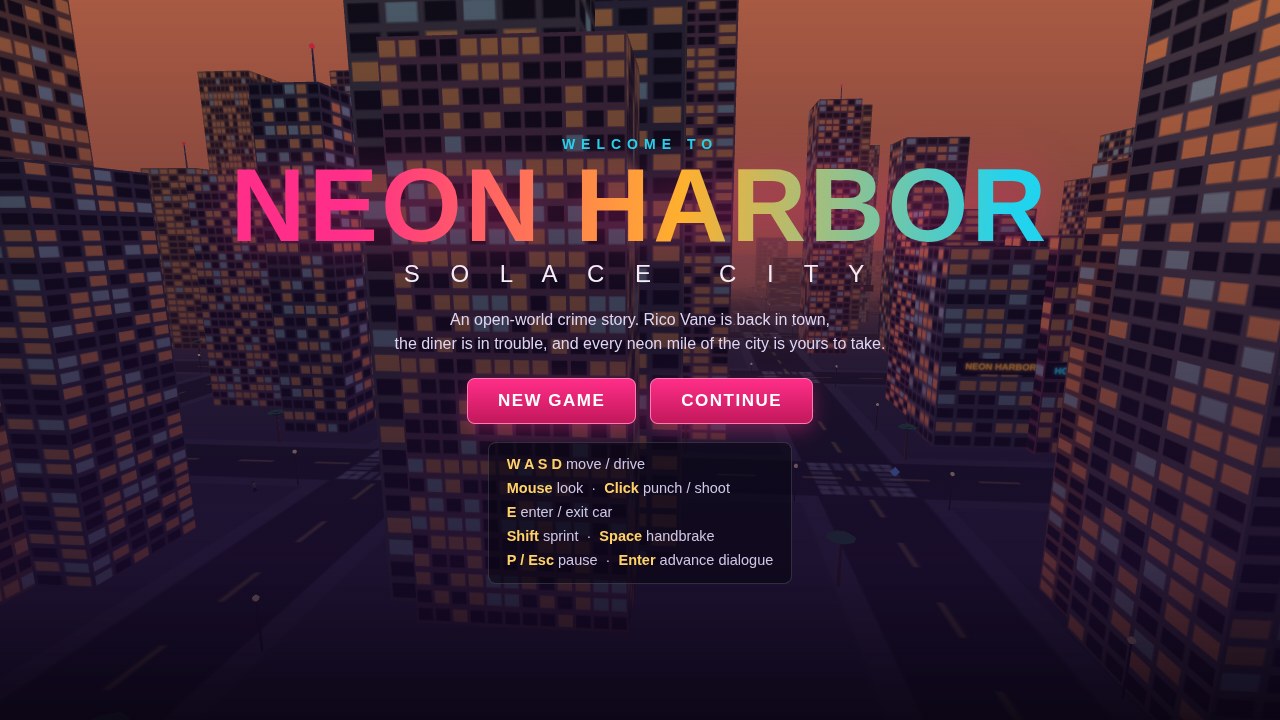 WELCOME TO
NEON HARBOR
SOLACE CITY
An open-world crime story. Rico Vane is back in town,
the diner is in trouble, and every neon mile of the city is yours to take.
NEON HARBOR
NEW GAME
CONTINUE
W A S D move / drive
Mouse look · Click punch / shoot
E enter / exit car
Shift sprint · Space handbrake
P / Esc pause · Enter advance dialogue